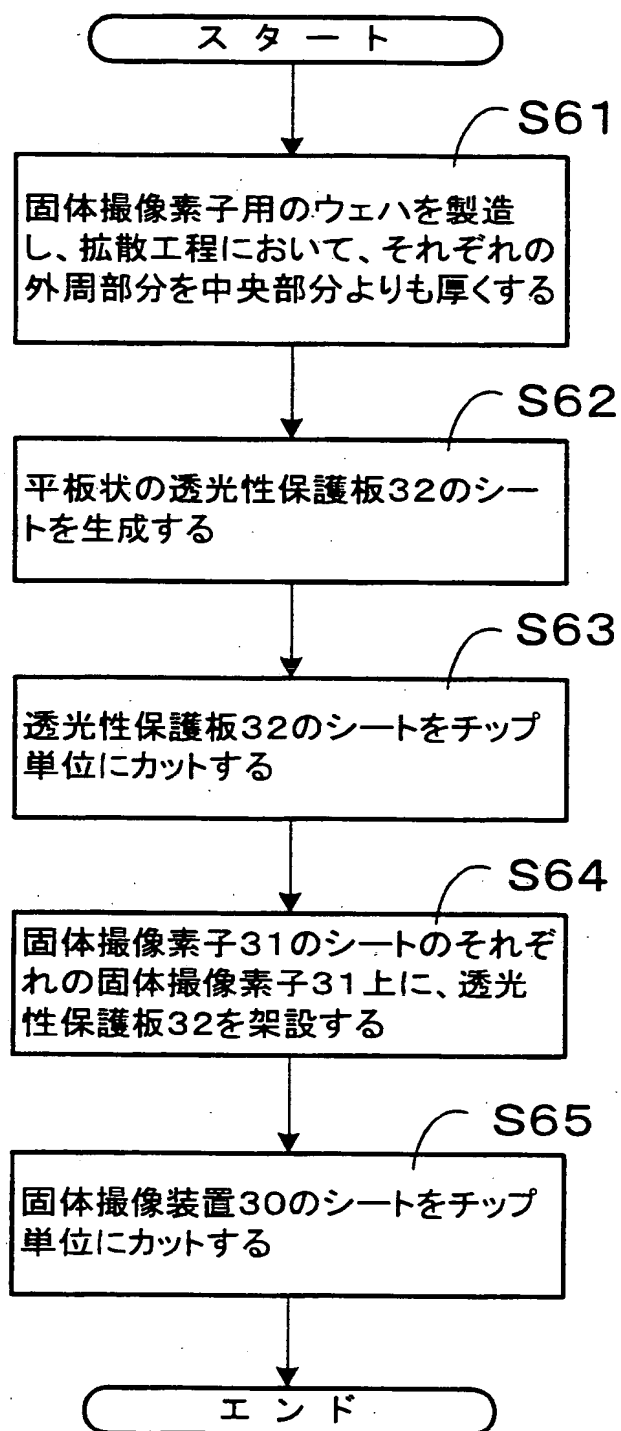 スタート
S61
固体撮像素子用のウェハを製造
し、拡散工程において、それぞれの
外周部分を中央部分よりも厚くする
S62
平板状の透光性保護板32のシー
トを生成する
S63
透光性保護板32のシートをチップ
単位にカットする
S64
固体撮像素子31のシートのそれぞ
れの固体撮像素子31上に、透光
性保護板32を架設する
S65
固体撮像装置30のシートをチップ
単位にカットする
エンド